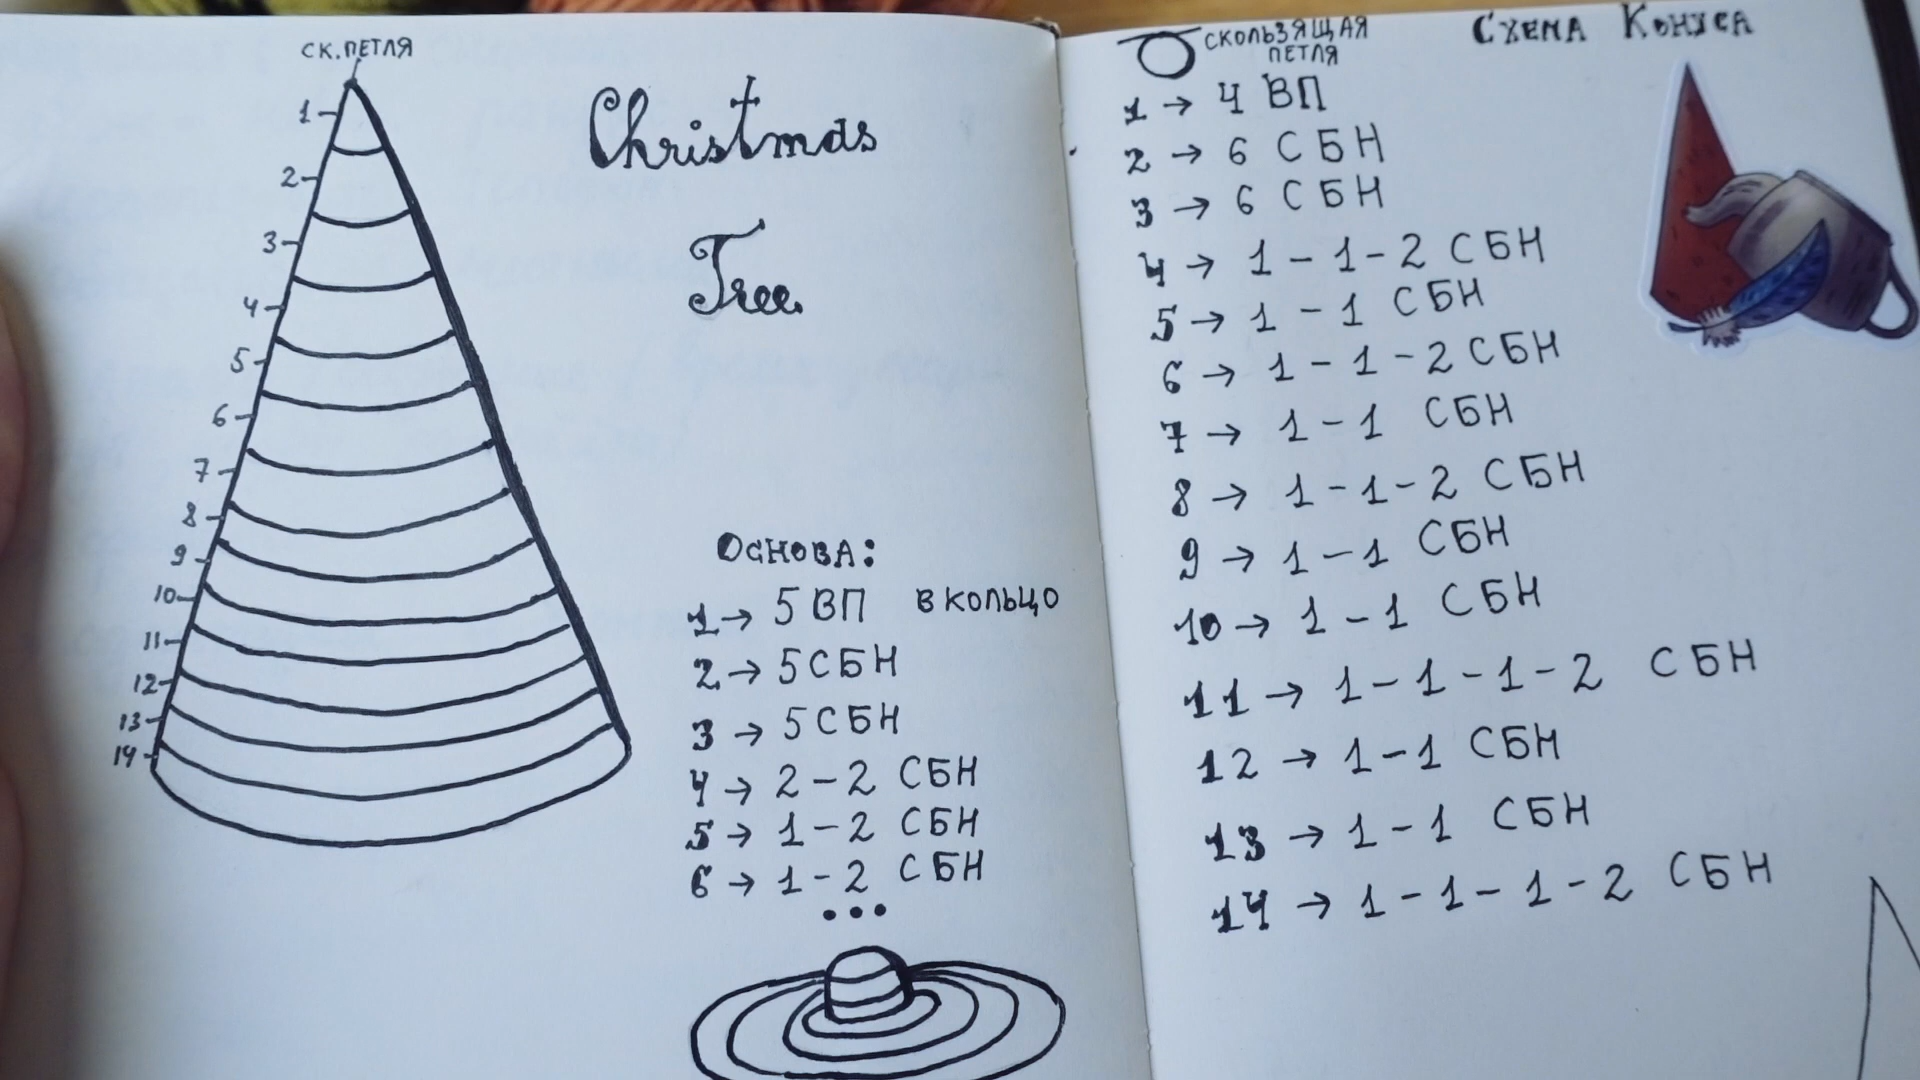 ск. петля
1
2
3
4
5
6
7
8
9
10
11
12
13
14
Christmas
Tree
Основа:
1 → 5 ВП в кольцо
2 → 5 СБН
3 → 5 СБН
4 → 2 – 2 СБН
5 → 1 – 2 СБН
6 → 1 – 2 СБН
...
скользящая
петля
Схема Конуса
1 → 4 ВП
2 → 6 СБН
3 → 6 СБН
4 → 1 – 1 – 2 СБН
5 → 1 – 1 СБН
6 → 1 – 1 – 2 СБН
7 → 1 – 1 СБН
8 → 1 – 1 – 2 СБН
9 → 1 – 1 СБН
10 → 1 – 1 СБН
11 → 1 – 1 – 1 – 2 СБН
12 → 1 – 1 СБН
13 → 1 – 1 СБН
14 → 1 – 1 – 1 – 2 СБН